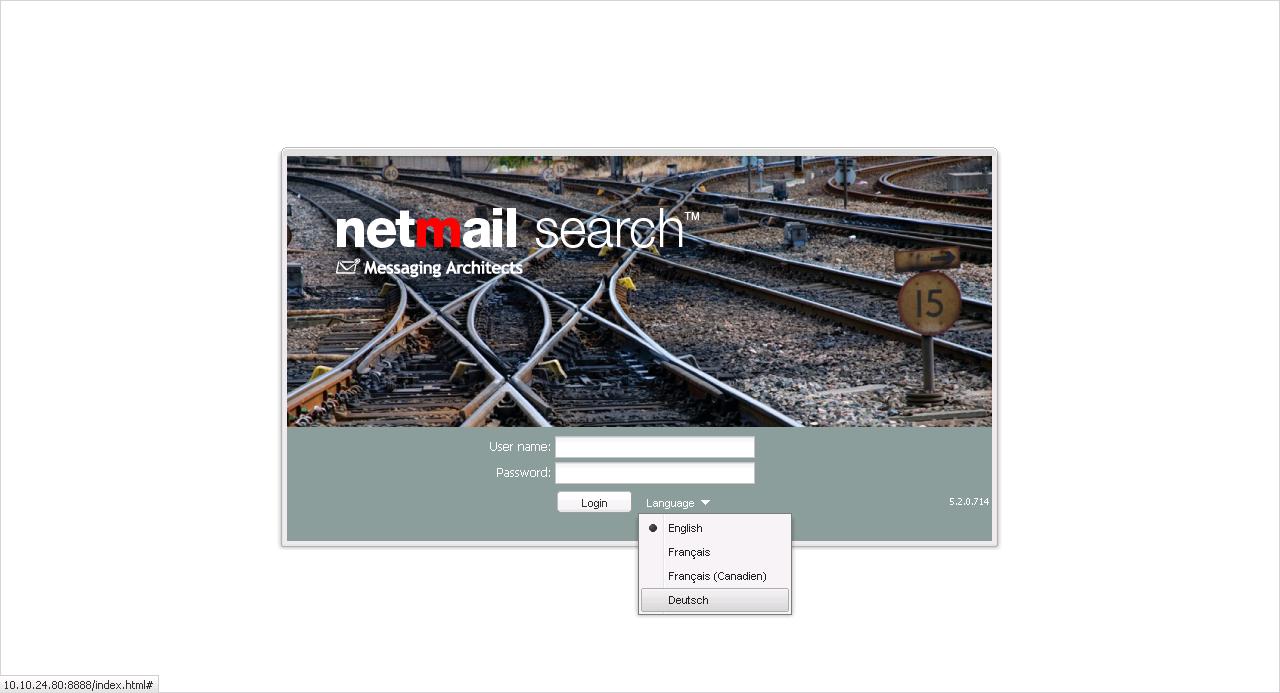 netmail search™
Messaging Architects
15
User name:
Password:
Login
Language
5.2.0.714
English
Français
Français (Canadien)
Deutsch
10.10.24.80:8888/index.html#